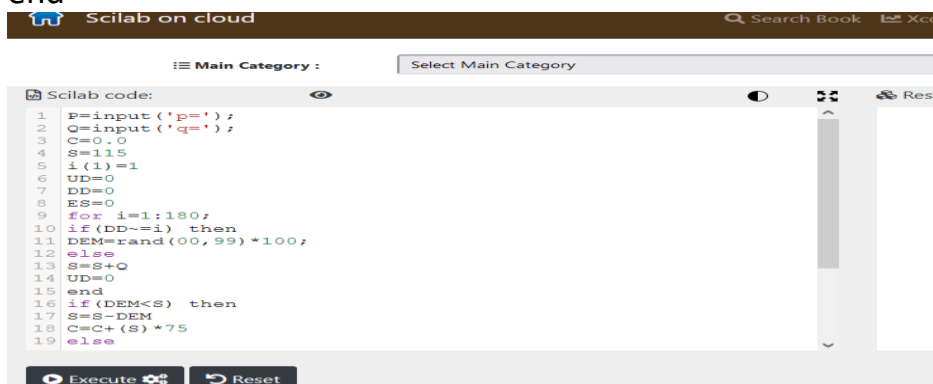 end
Scilab on cloud Search Book
Main Category : Select Main Category
Scilab code:
1 P=input('p=');
2 Q=input('q=');
3 C=0.0
4 S=115
5 i(1)=1
6 UD=0
7 DD=0
8 ES=0
9 for i=1:180;
10 if(DD~=i) then
11 DEM=rand(00,99)*100;
12 else
13 S=S+Q
14 UD=0
15 end
16 if(DEM<S) then
17 S=S-DEM
18 C=C+(S)*75
19 else
Execute Reset